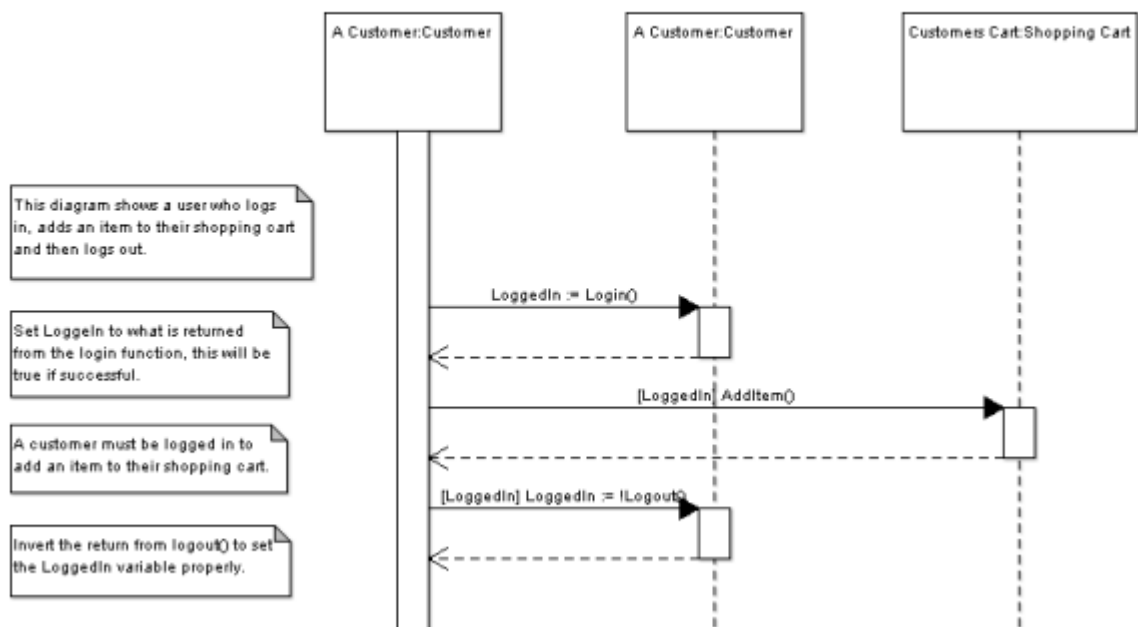 A Customer:Customer
A Customer:Customer
Customers Cart:Shopping Cart
This diagram shows a user who logs
in, adds an item to their shopping cart
and then logs out.
LoggedIn := Login()
Set LoggeIn to what is returned
from the login function, this will be
true if successful.
[LoggedIn] AddItem()
A customer must be logged in to
add an item to their shopping cart.
[LoggedIn] LoggedIn := !Logout()
Invert the return from logout() to set
the LoggedIn variable properly.